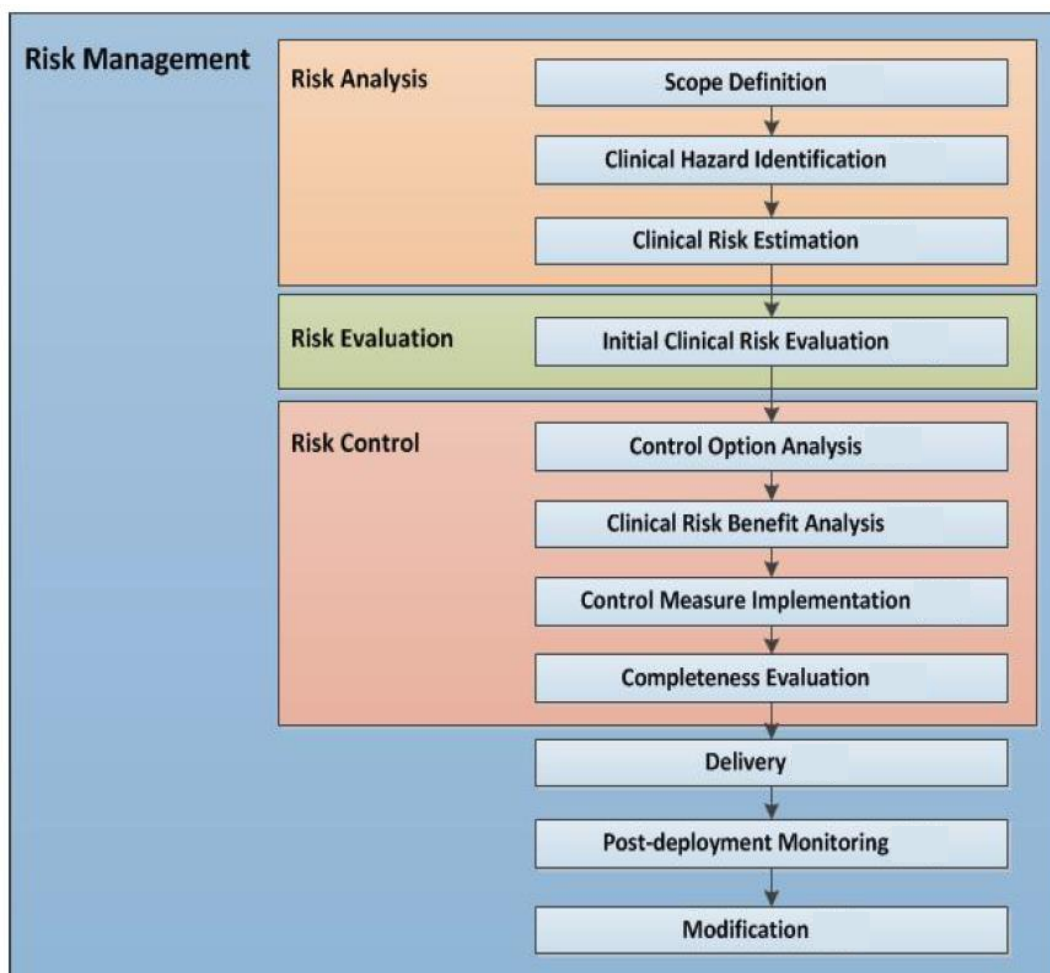 Risk Management
Risk Analysis
Scope Definition
Clinical Hazard Identification
Clinical Risk Estimation
Risk Evaluation
Initial Clinical Risk Evaluation
Risk Control
Control Option Analysis
Clinical Risk Benefit Analysis
Control Measure Implementation
Completeness Evaluation
Delivery
Post-deployment Monitoring
Modification